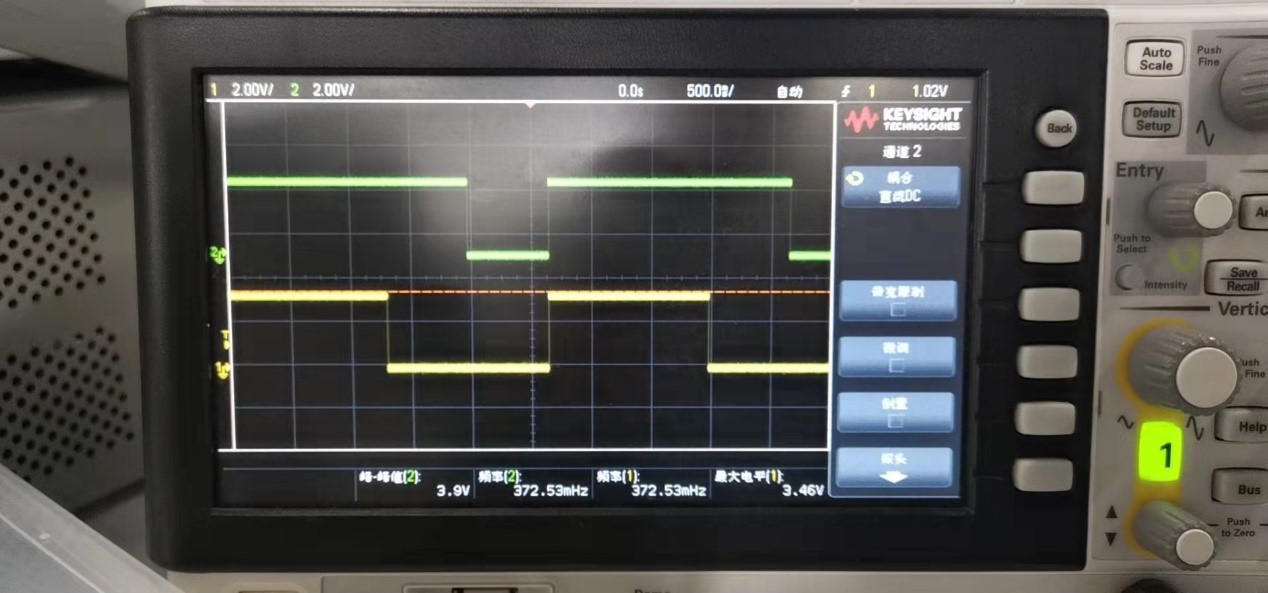 1 2.00V/ 2 2.00V/ 0.0s 500.0░/ 自动 1 1.02V
KEYSIGHT
TECHNOLOGIES
通道 2
耦合
直流DC
带宽限制
微调
倒置
探头
峰-峰值(2): 频率(2): 频率(1): 最大电平(1):
3.9V 372.53mHz 372.53mHz 3.46V
Auto
Scale
Push
Fine
Default
Setup
Back
Entry
Push to
Select
Intensity
Save
Recall
Vertic
Fine
1
Help
Bus
Push
to Zero